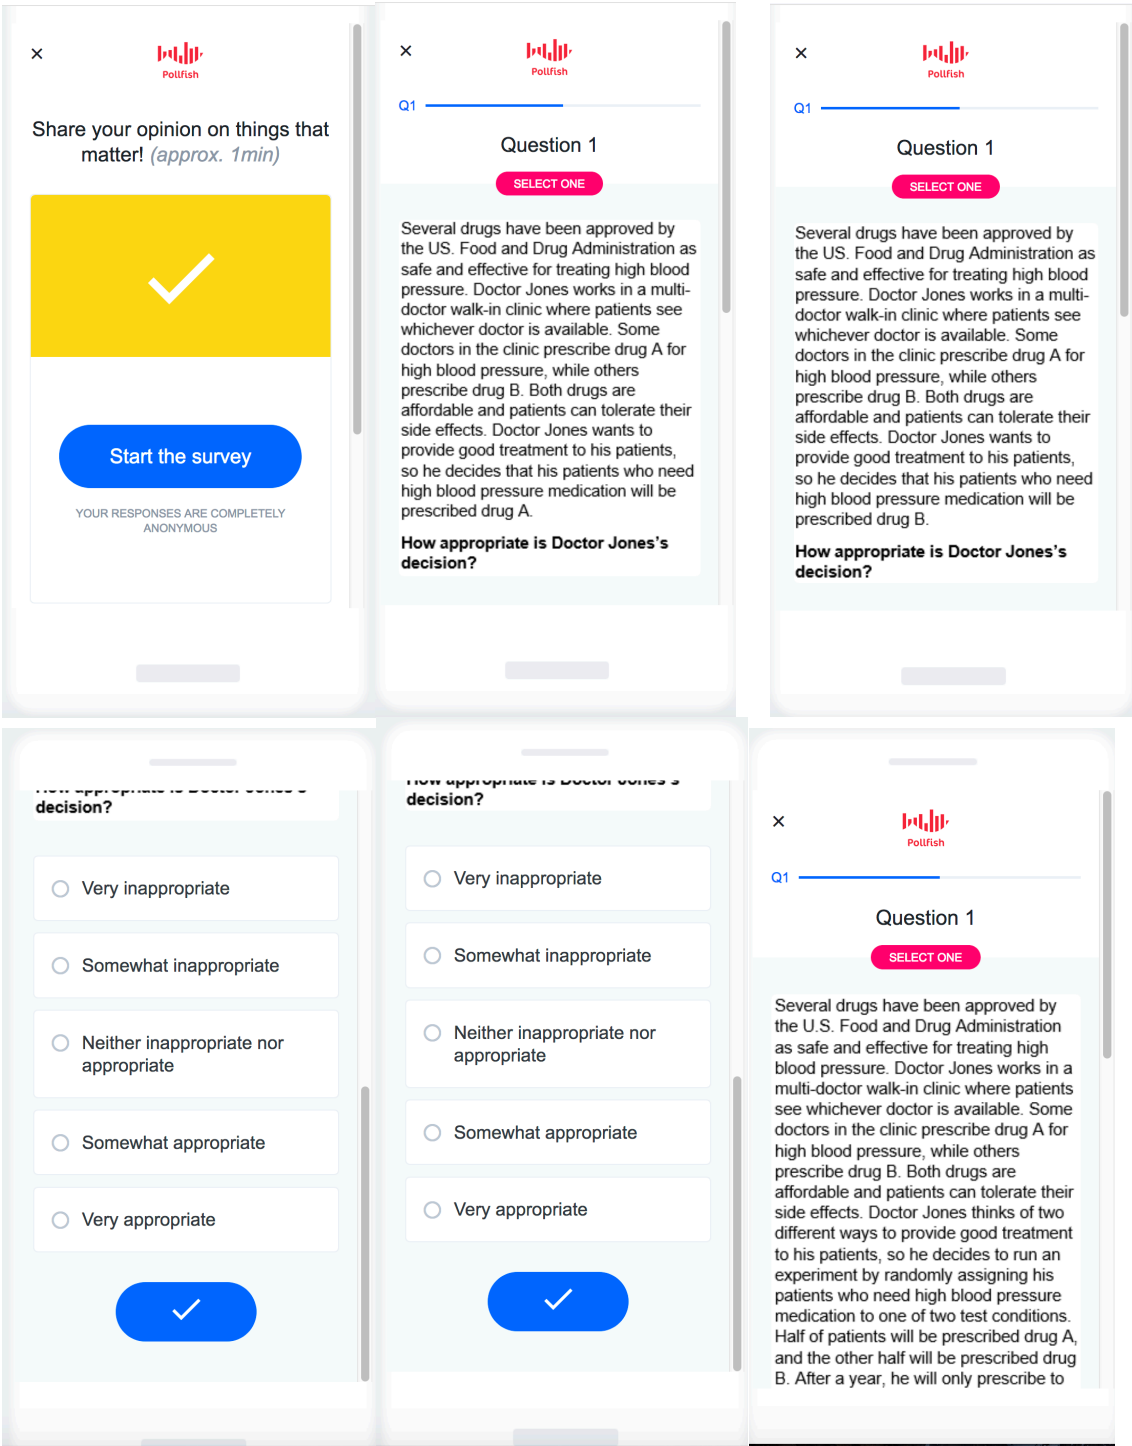 ×
Pollfish
Share your opinion on things that
matter! (approx. 1min)
Start the survey
YOUR RESPONSES ARE COMPLETELY
ANONYMOUS
×
Pollfish
Q1
Question 1
SELECT ONE
Several drugs have been approved by
the US. Food and Drug Administration as
safe and effective for treating high blood
pressure. Doctor Jones works in a multi-
doctor walk-in clinic where patients see
whichever doctor is available. Some
doctors in the clinic prescribe drug A for
high blood pressure, while others
prescribe drug B. Both drugs are
affordable and patients can tolerate their
side effects. Doctor Jones wants to
provide good treatment to his patients,
so he decides that his patients who need
high blood pressure medication will be
prescribed drug A.
How appropriate is Doctor Jones's
decision?
×
Pollfish
Q1
Question 1
SELECT ONE
Several drugs have been approved by
the US. Food and Drug Administration as
safe and effective for treating high blood
pressure. Doctor Jones works in a multi-
doctor walk-in clinic where patients see
whichever doctor is available. Some
doctors in the clinic prescribe drug A for
high blood pressure, while others
prescribe drug B. Both drugs are
affordable and patients can tolerate their
side effects. Doctor Jones wants to
provide good treatment to his patients,
so he decides that his patients who need
high blood pressure medication will be
prescribed drug B.
How appropriate is Doctor Jones's
decision?
How appropriate is Doctor Jones's
decision?
Very inappropriate
Somewhat inappropriate
Neither inappropriate nor
appropriate
Somewhat appropriate
Very appropriate
How appropriate is Doctor Jones's
decision?
Very inappropriate
Somewhat inappropriate
Neither inappropriate nor
appropriate
Somewhat appropriate
Very appropriate
×
Pollfish
Q1
Question 1
SELECT ONE
Several drugs have been approved by
the U.S. Food and Drug Administration
as safe and effective for treating high
blood pressure. Doctor Jones works in a
multi-doctor walk-in clinic where patients
see whichever doctor is available. Some
doctors in the clinic prescribe drug A for
high blood pressure, while others
prescribe drug B. Both drugs are
affordable and patients can tolerate their
side effects. Doctor Jones thinks of two
different ways to provide good treatment
to his patients, so he decides to run an
experiment by randomly assigning his
patients who need high blood pressure
medication to one of two test conditions.
Half of patients will be prescribed drug A,
and the other half will be prescribed drug
B. After a year, he will only prescribe to